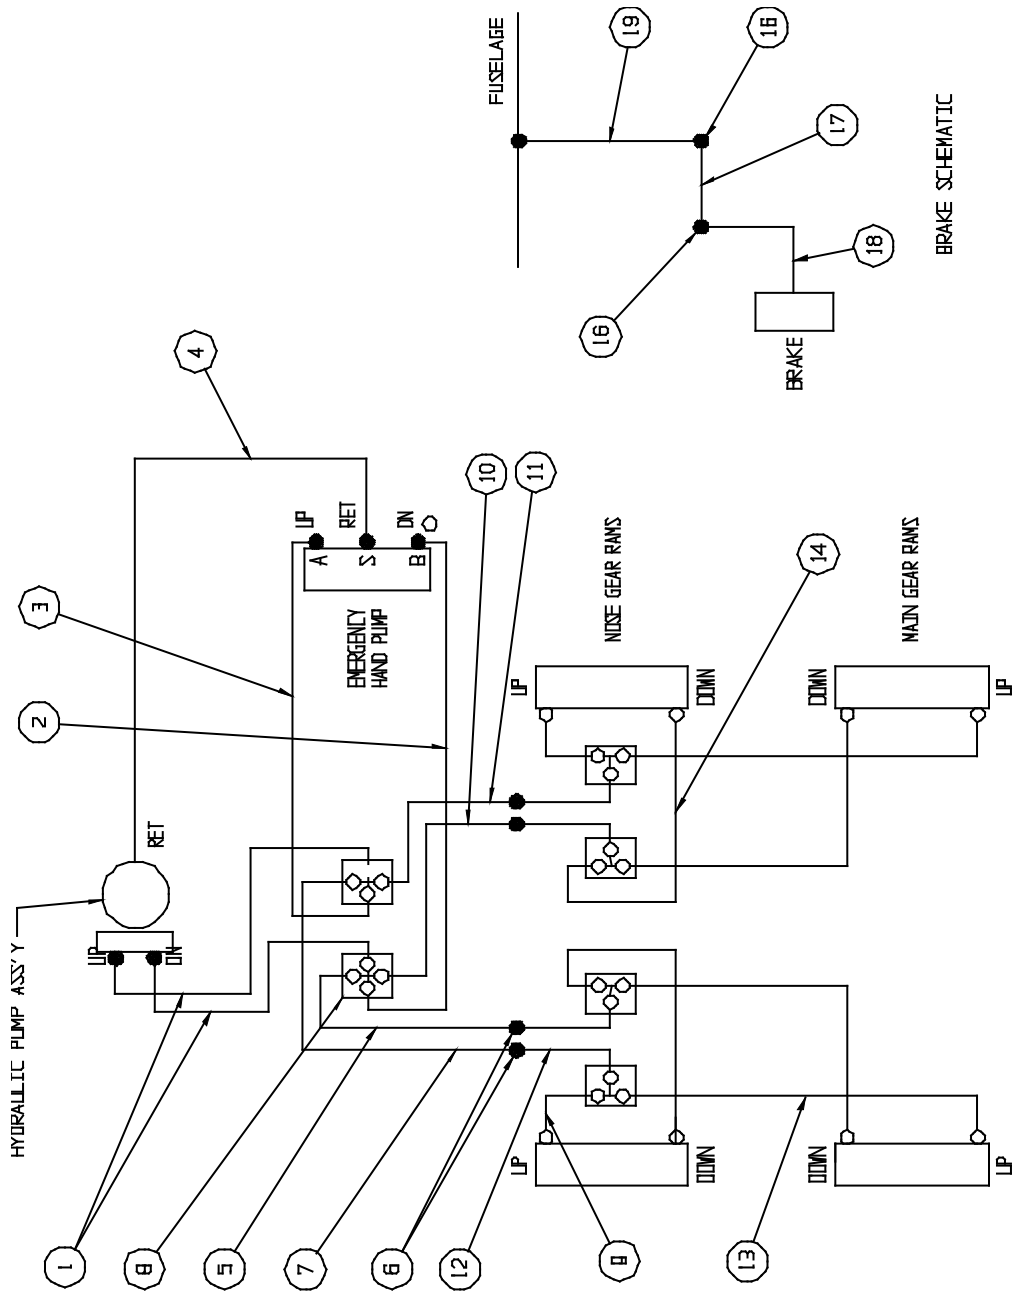 HYDRAULIC PUMP ASS'Y
UP
DN
RET
1
2
3
4
8
5
7
6
12
9
13
EMERGENCY
HAND PUMP
A
S
B
UP
RET
DN
10
11
14
UP
DOWN
DOWN
UP
UP
DOWN
DOWN
UP
NOSE GEAR RAMS
MAIN GEAR RAMS
FUSELAGE
19
16
17
18
16
BRAKE
BRAKE SCHEMATIC